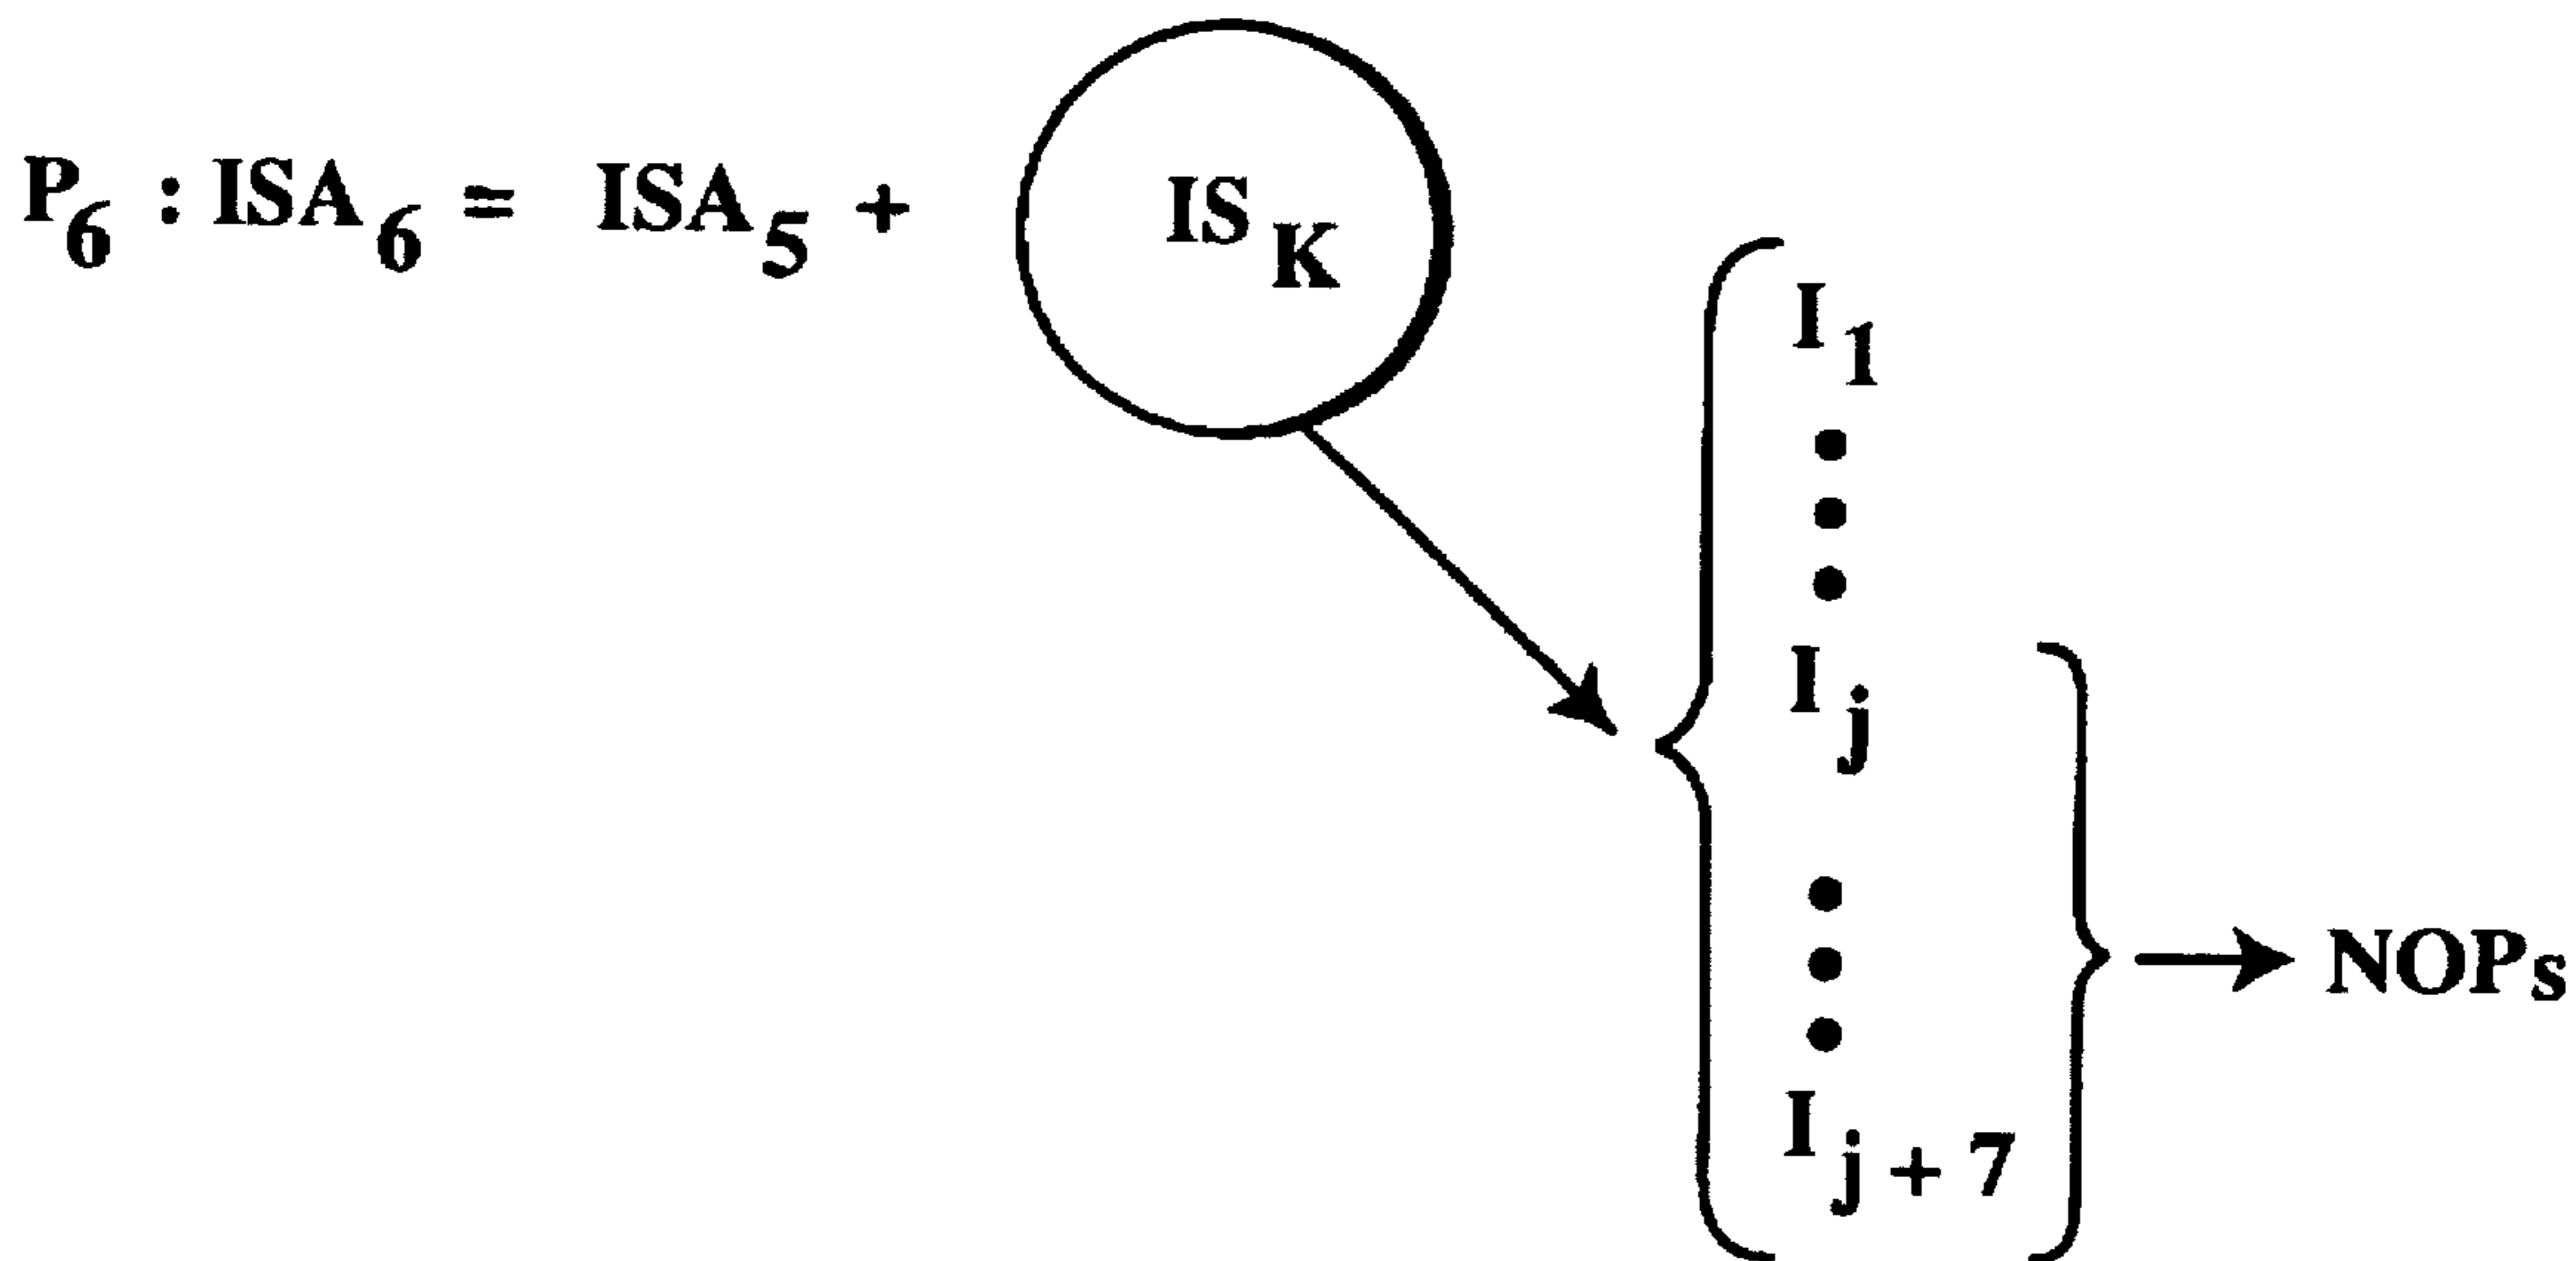 P6 : ISA6 = ISA5 + ISK
I1
Ij
Ij + 7
NOPs